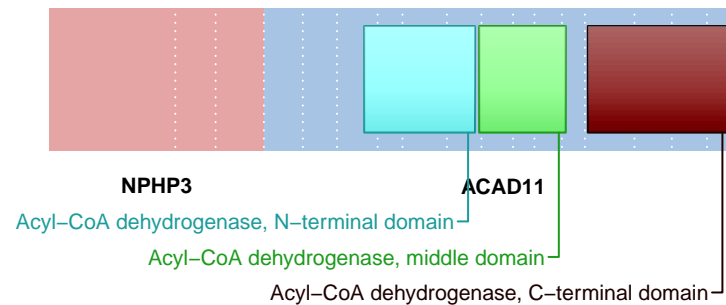 NPHP3 ACAD11
Acyl−CoA dehydrogenase, N−terminal domain
Acyl−CoA dehydrogenase, middle domain
Acyl−CoA dehydrogenase, C−terminal domain